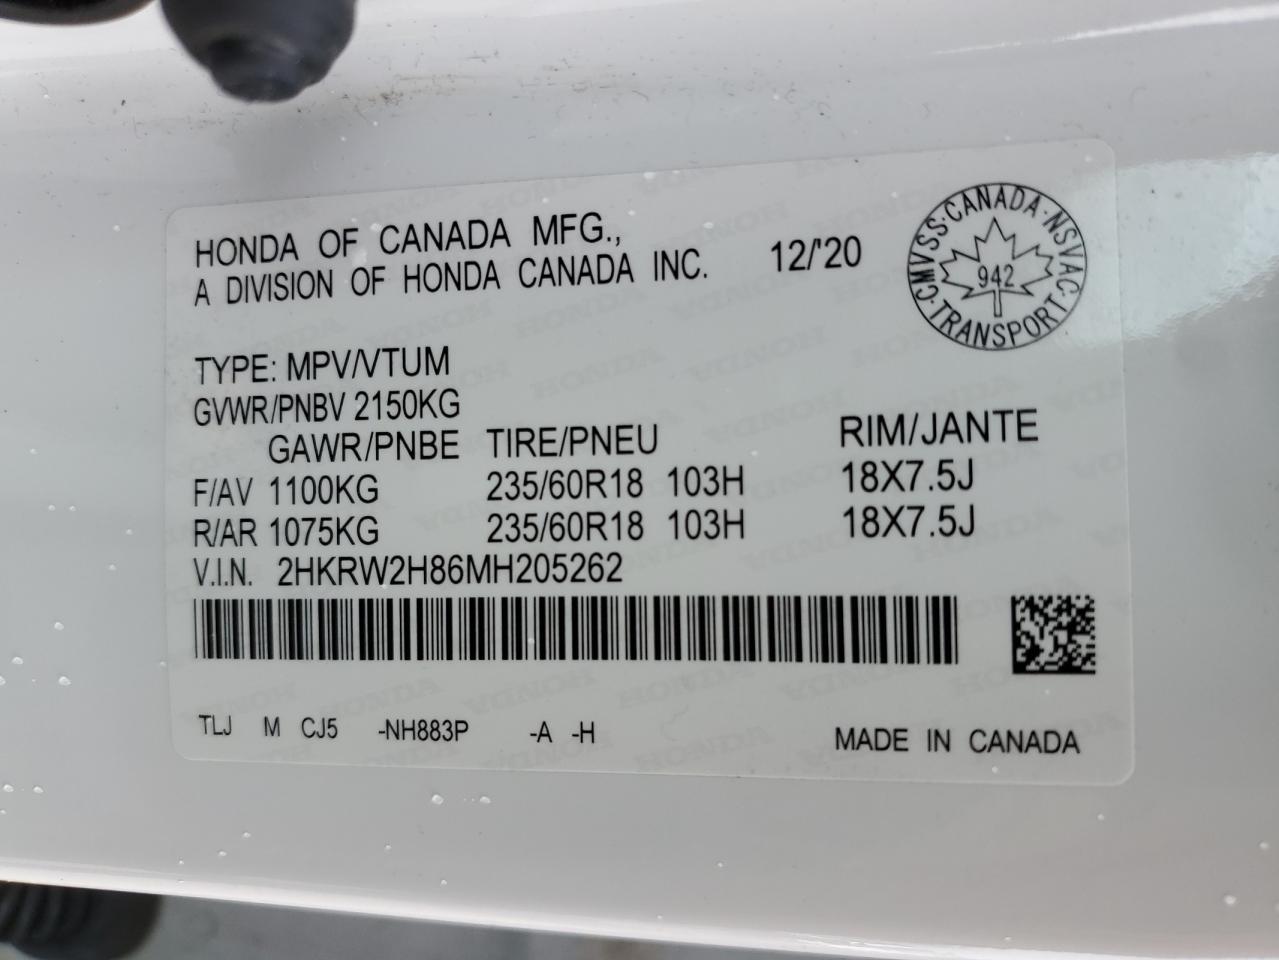 HONDA OF CANADA MFG.,
A DIVISION OF HONDA CANADA INC.
12/'20
CMVSS·CANADA·NSVAC·TRANSPORT·
942
TYPE: MPV/VTUM
GVWR/PNBV 2150KG
GAWR/PNBE TIRE/PNEU RIM/JANTE
F/AV 1100KG 235/60R18 103H 18X7.5J
R/AR 1075KG 235/60R18 103H 18X7.5J
V.I.N. 2HKRW2H86MH205262
TLJ M CJ5 -NH883P -A -H
MADE IN CANADA